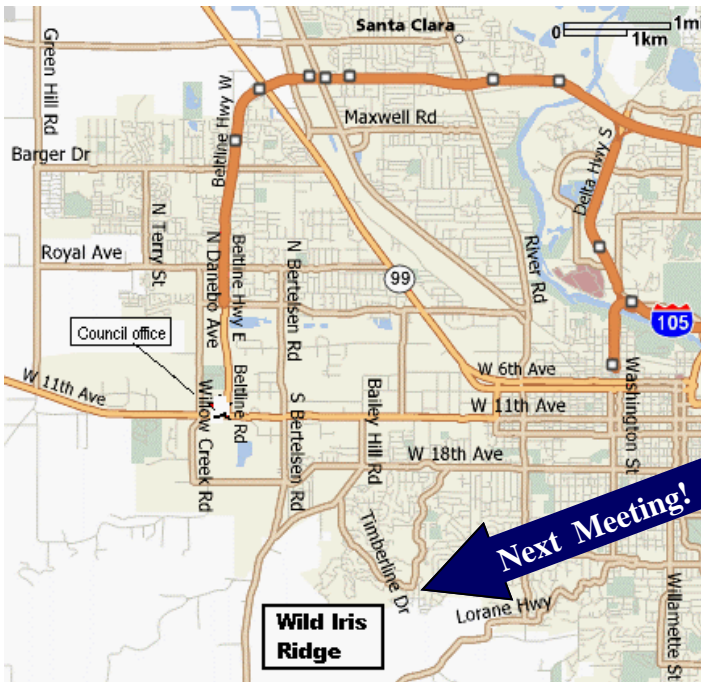 Santa Clara
0 1mi
1km
Green Hill Rd
Beltline Hwy W
Maxwell Rd
Barger Dr
Delta Hwy S
N Terry St
N Danebo Ave
Beltline Hwy E
N Bertelsen Rd
River Rd
Royal Ave
99
105
Council office
W 11th Ave
Willow Creek Rd
Beltline Rd
S Bertelsen Rd
Bailey Hill Rd
W 6th Ave
W 11th Ave
Washington St
W 18th Ave
Next Meeting!
Timberline Dr
Lorane Hwy
Willamette St
Wild Iris
Ridge